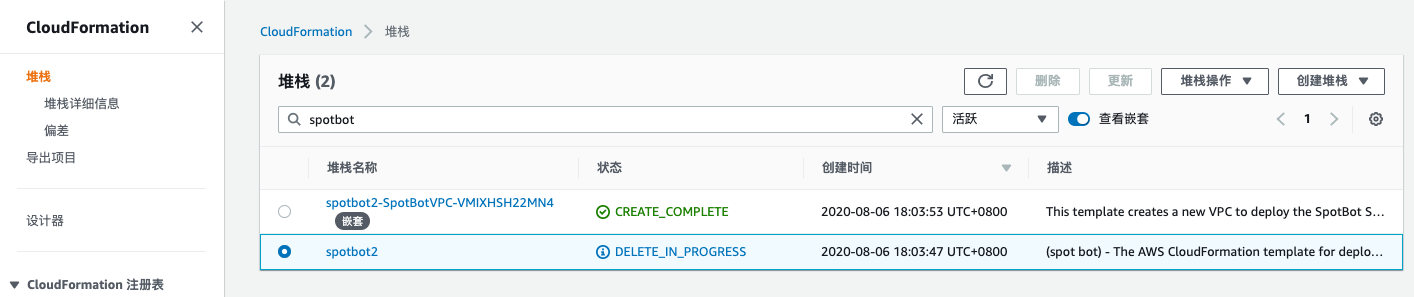 CloudFormation
堆栈
堆栈详细信息
偏差
导出项目
设计器
CloudFormation 注册表
CloudFormation 堆栈
堆栈 (2)
删除 更新 堆栈操作 创建堆栈
spotbot 活跃 查看嵌套 1
堆栈名称 状态 创建时间 描述
spotbot2-SpotBotVPC-VMIXHSH22MN4 CREATE_COMPLETE 2020-08-06 18:03:53 UTC+0800 This template creates a new VPC to deploy the SpotBot S...
嵌套
spotbot2 DELETE_IN_PROGRESS 2020-08-06 18:03:47 UTC+0800 (spot bot) - The AWS CloudFormation template for deplo...